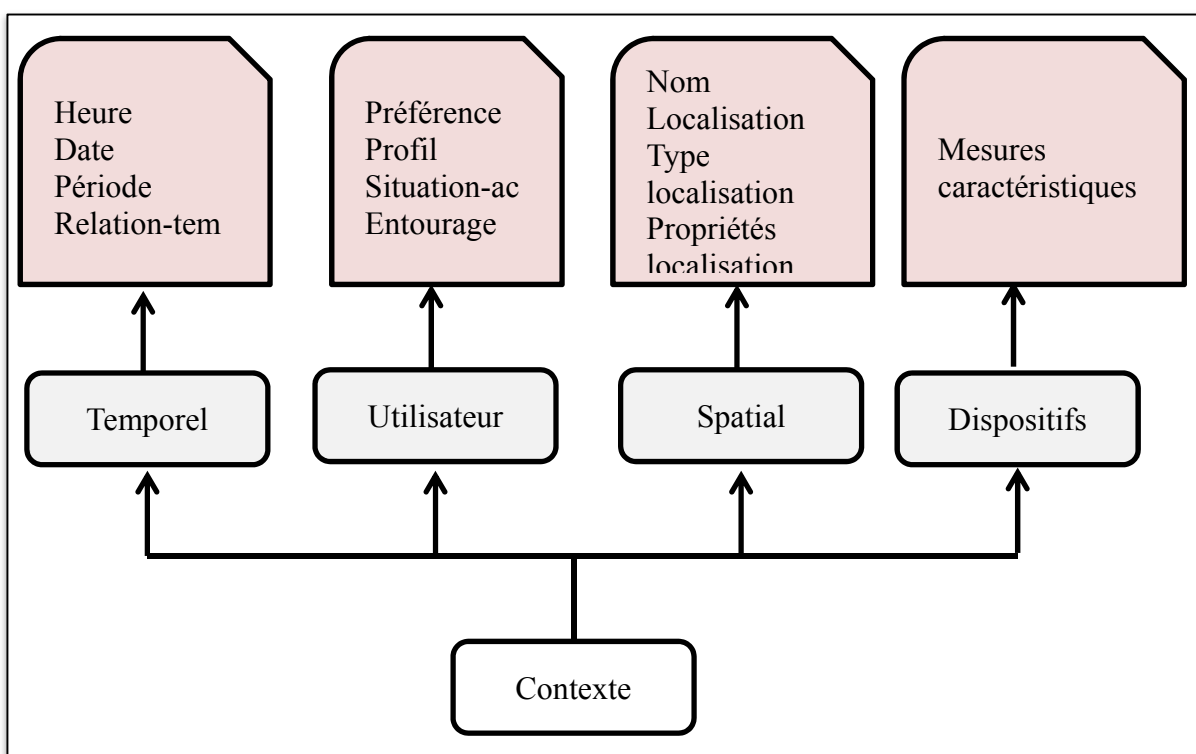 Heure
Date
Période
Relation-tem
Préférence
Profil
Situation-ac
Entourage
Nom
Localisation
Type
localisation
Propriétés
localisation
Mesures
caractéristiques
Temporel
Utilisateur
Spatial
Dispositifs
Contexte